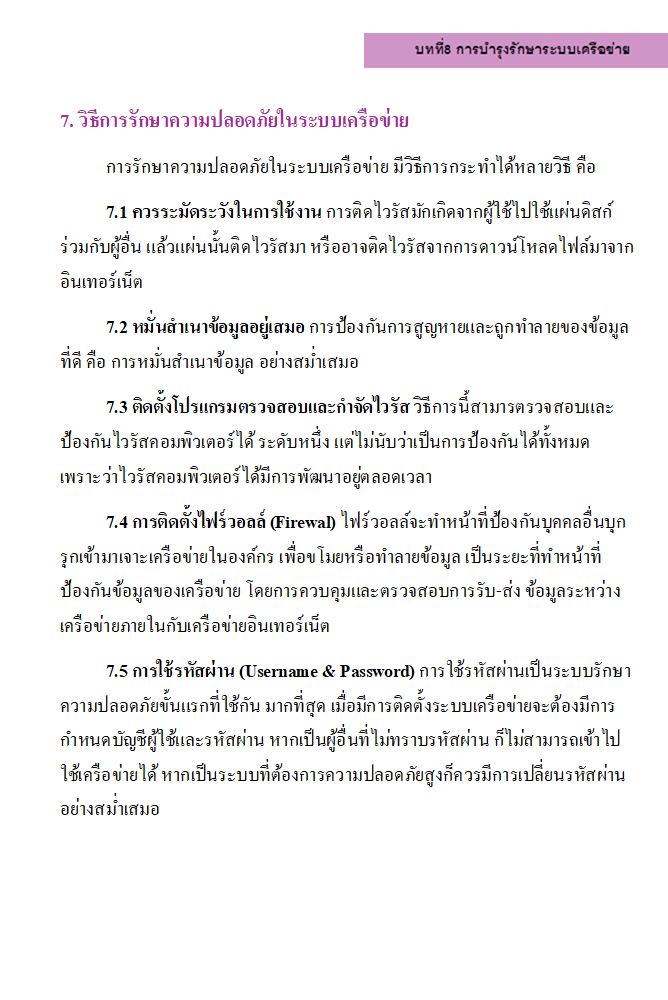 บทที่8 การบำรุงรักษาระบบเครือข่าย
7. วิธีการรักษาความปลอดภัยในระบบเครือข่าย
การรักษาความปลอดภัยในระบบเครือข่าย มีวิธีการกระทำได้หลายวิธี คือ
7.1 ควรระมัดระวังในการใช้งาน การติดไวรัสมักเกิดจากผู้ใช้ไปใช้แผ่นดิสก์
ร่วมกับผู้อื่น แล้วแผ่นนั้นติดไวรัสมา หรืออาจติดไวรัสจากการดาวน์โหลดไฟล์มาจาก
อินเทอร์เน็ต
7.2 หมั่นสำเนาข้อมูลอยู่เสมอ การป้องกันการสูญหายและถูกทำลายของข้อมูล
ที่ดี คือ การหมั่นสำเนาข้อมูล อย่างสม่ำเสมอ
7.3 ติดตั้งโปรแกรมตรวจสอบและกำจัดไวรัส วิธีการนี้สามารตรวจสอบและ
ป้องกันไวรัสคอมพิวเตอร์ได้ ระดับหนึ่ง แต่ไม่นับว่าเป็นการป้องกันได้ทั้งหมด
เพราะว่าไวรัสคอมพิวเตอร์ได้มีการพัฒนาอยู่ตลอดเวลา
7.4 การติดตั้งไฟร์วอลล์ (Firewal) ไฟร์วอลล์จะทำหน้าที่ป้องกันบุคคลอื่นบุก
รุกเข้ามาเจาะเครือข่ายในองค์กร เพื่อขโมยหรือทำลายข้อมูล เป็นระยะที่ทำหน้าที่
ป้องกันข้อมูลของเครือข่าย โดยการควบคุมและตรวจสอบการรับ-ส่ง ข้อมูลระหว่าง
เครือข่ายภายในกับเครือข่ายอินเทอร์เน็ต
7.5 การใช้รหัสผ่าน (Username & Password) การใช้รหัสผ่านเป็นระบบรักษา
ความปลอดภัยขั้นแรกที่ใช้กัน มากที่สุด เมื่อมีการติดตั้งระบบเครือข่ายจะต้องมีการ
กำหนดบัญชีผู้ใช้และรหัสผ่าน หากเป็นผู้อื่นที่ไม่ทราบรหัสผ่าน ก็ไม่สามารถเข้าไป
ใช้เครือข่ายได้ หากเป็นระบบที่ต้องการความปลอดภัยสูงก็ควรมีการเปลี่ยนรหัสผ่าน
อย่างสม่ำเสมอ